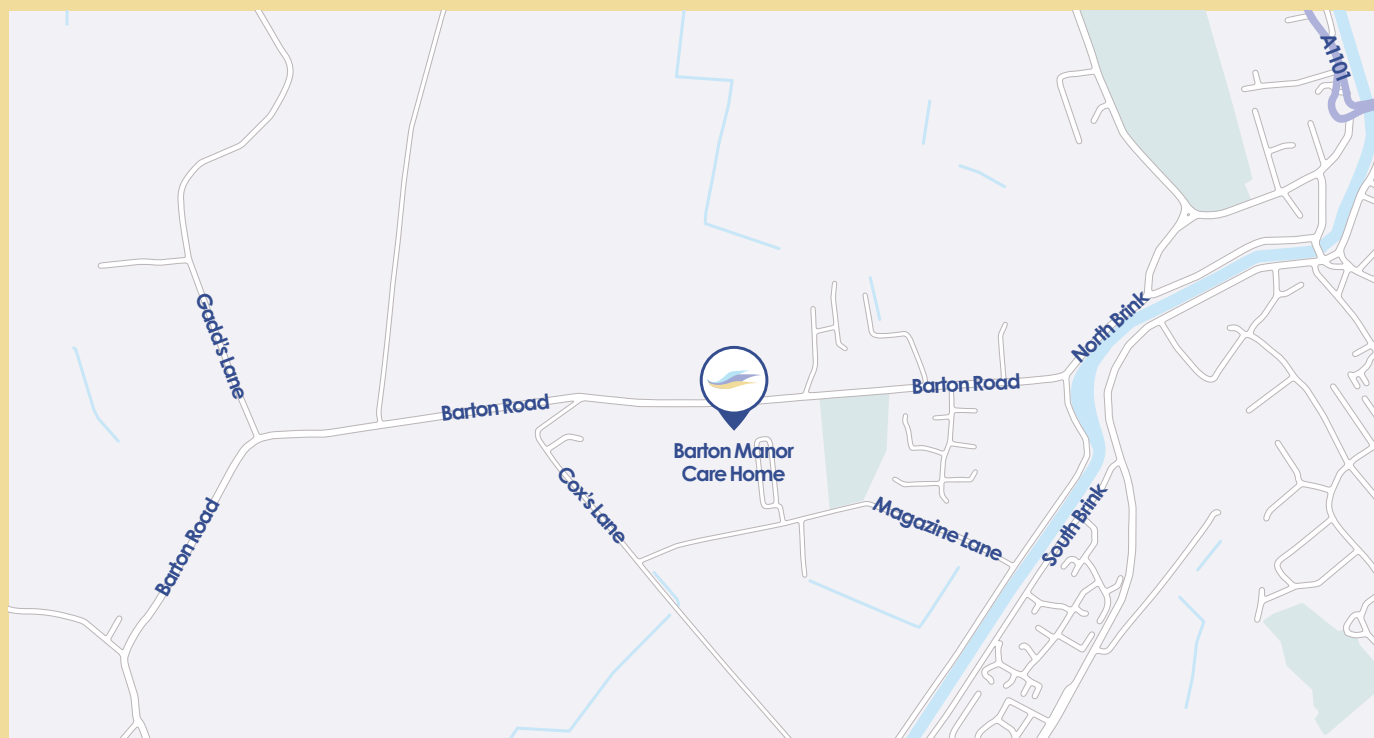 A1101
Gadd's Lane
North Brink
Barton Road
Barton Road
Barton Manor
Care Home
Cox's Lane
Magazine Lane
South Brink
Barton Road